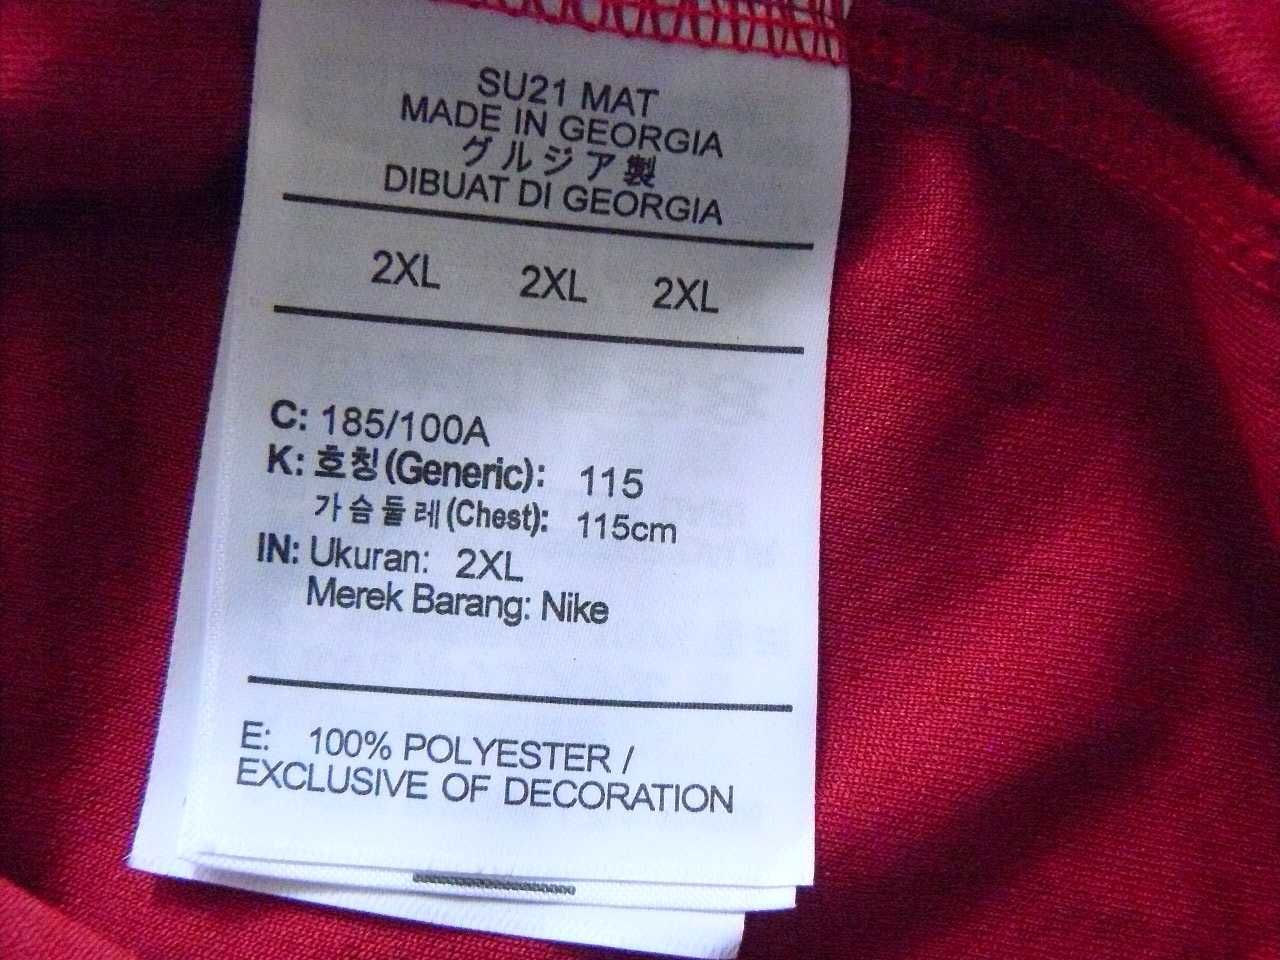 SU21 MAT
MADE IN GEORGIA
グルジア製
DIBUAT DI GEORGIA
2XL 2XL 2XL
C: 185/100A
K: 호칭(Generic): 115
가슴둘레(Chest): 115cm
IN: Ukuran: 2XL
Merek Barang: Nike
E: 100% POLYESTER /
EXCLUSIVE OF DECORATION